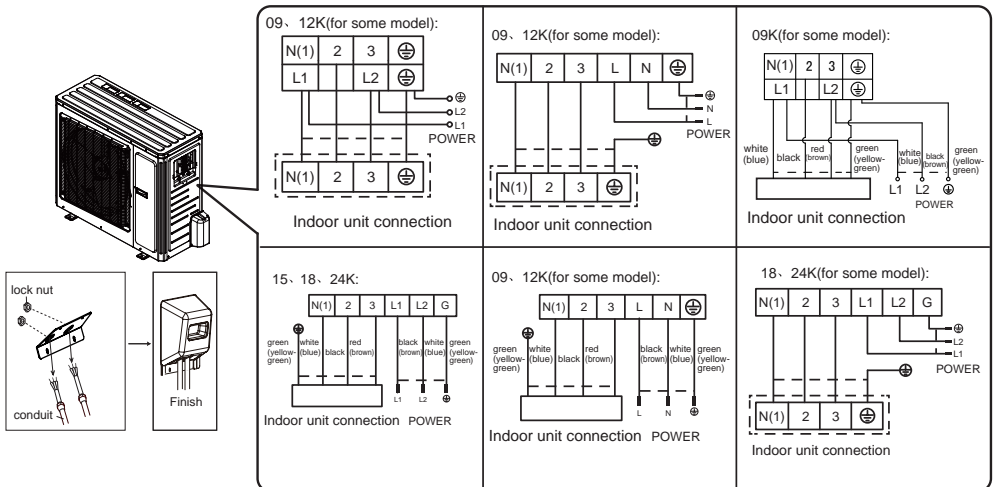 09、12K(for some model):
N(1) 2 3
L1 L2
L2
L1
POWER
N(1) 2 3
Indoor unit connection
09、12K(for some model):
N(1) 2 3 L N
N
L
POWER
N(1) 2 3
Indoor unit connection
09K(for some model):
N(1) 2 3
L1 L2
white (blue)
black
red (brown)
green (yellow-green)
white (blue)
black (brown)
green (yellow-green)
L1 L2
POWER
Indoor unit connection
lock nut
conduit
Finish
15、18、24K:
N(1) 2 3 L1 L2 G
green (yellow-green)
white (blue)
black
red (brown)
black (brown)
white (blue)
green (yellow-green)
L1 L2
Indoor unit connection POWER
09、12K(for some model):
N(1) 2 3 L N
green (yellow-green)
white (blue)
black
red (brown)
black (brown)
white (blue)
green (yellow-green)
L N
Indoor unit connection POWER
18、24K(for some model):
N(1) 2 3 L1 L2 G
L2
L1
POWER
N(1) 2 3
Indoor unit connection